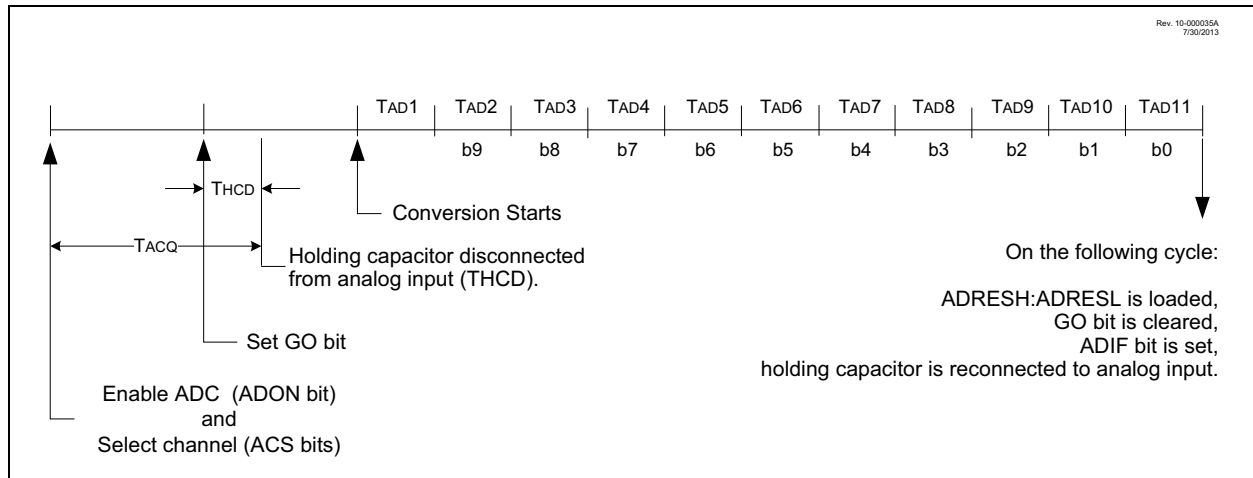 Rev. 10-000035A
7/30/2013
TAD1 TAD2 TAD3 TAD4 TAD5 TAD6 TAD7 TAD8 TAD9 TAD10 TAD11
b9 b8 b7 b6 b5 b4 b3 b2 b1 b0
THCD
Conversion Starts
TACQ
Holding capacitor disconnected
from analog input (THCD).
Set GO bit
Enable ADC (ADON bit)
and
Select channel (ACS bits)
On the following cycle:
ADRESH:ADRESL is loaded,
GO bit is cleared,
ADIF bit is set,
holding capacitor is reconnected to analog input.